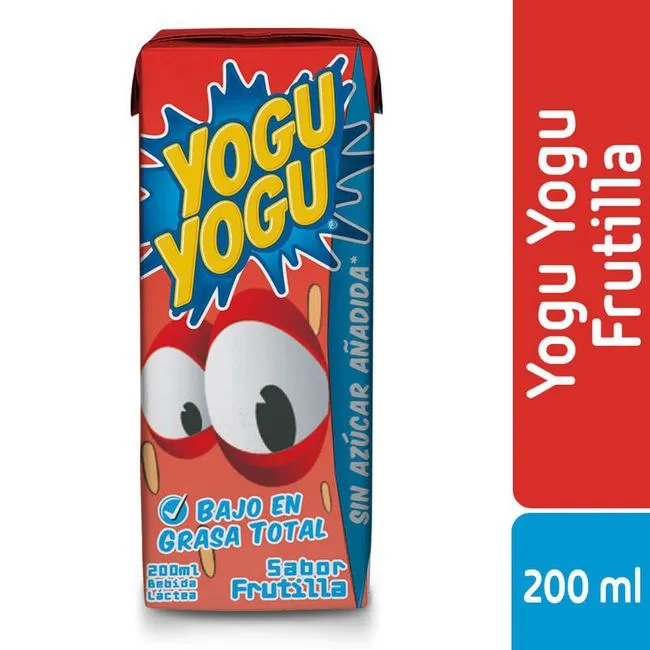 YOGU
YOGU®
SIN AZÚCAR AÑADIDA*
BAJO EN
GRASA TOTAL
200ml
Bebida
Láctea
Sabor
Frutilla
Yogu Yogu
Frutilla
200 ml